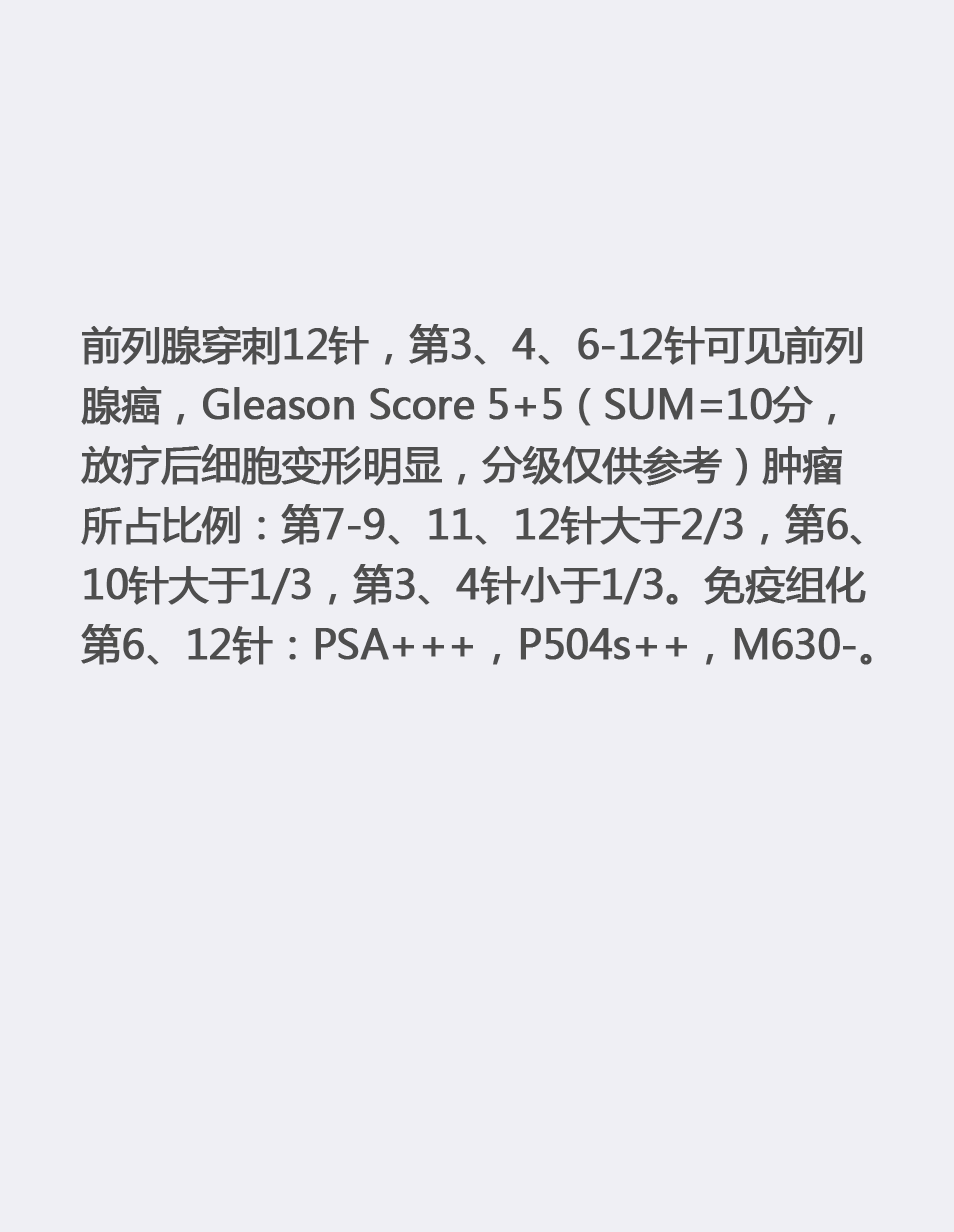 前列腺穿刺12针，第3、4、6-12针可见前列
腺癌，Gleason Score 5+5（SUM=10分，
放疗后细胞变形明显，分级仅供参考）肿瘤
所占比例：第7-9、11、12针大于2/3，第6、
10针大于1/3，第3、4针小于1/3。免疫组化
第6、12针：PSA+++，P504s++，M630-。